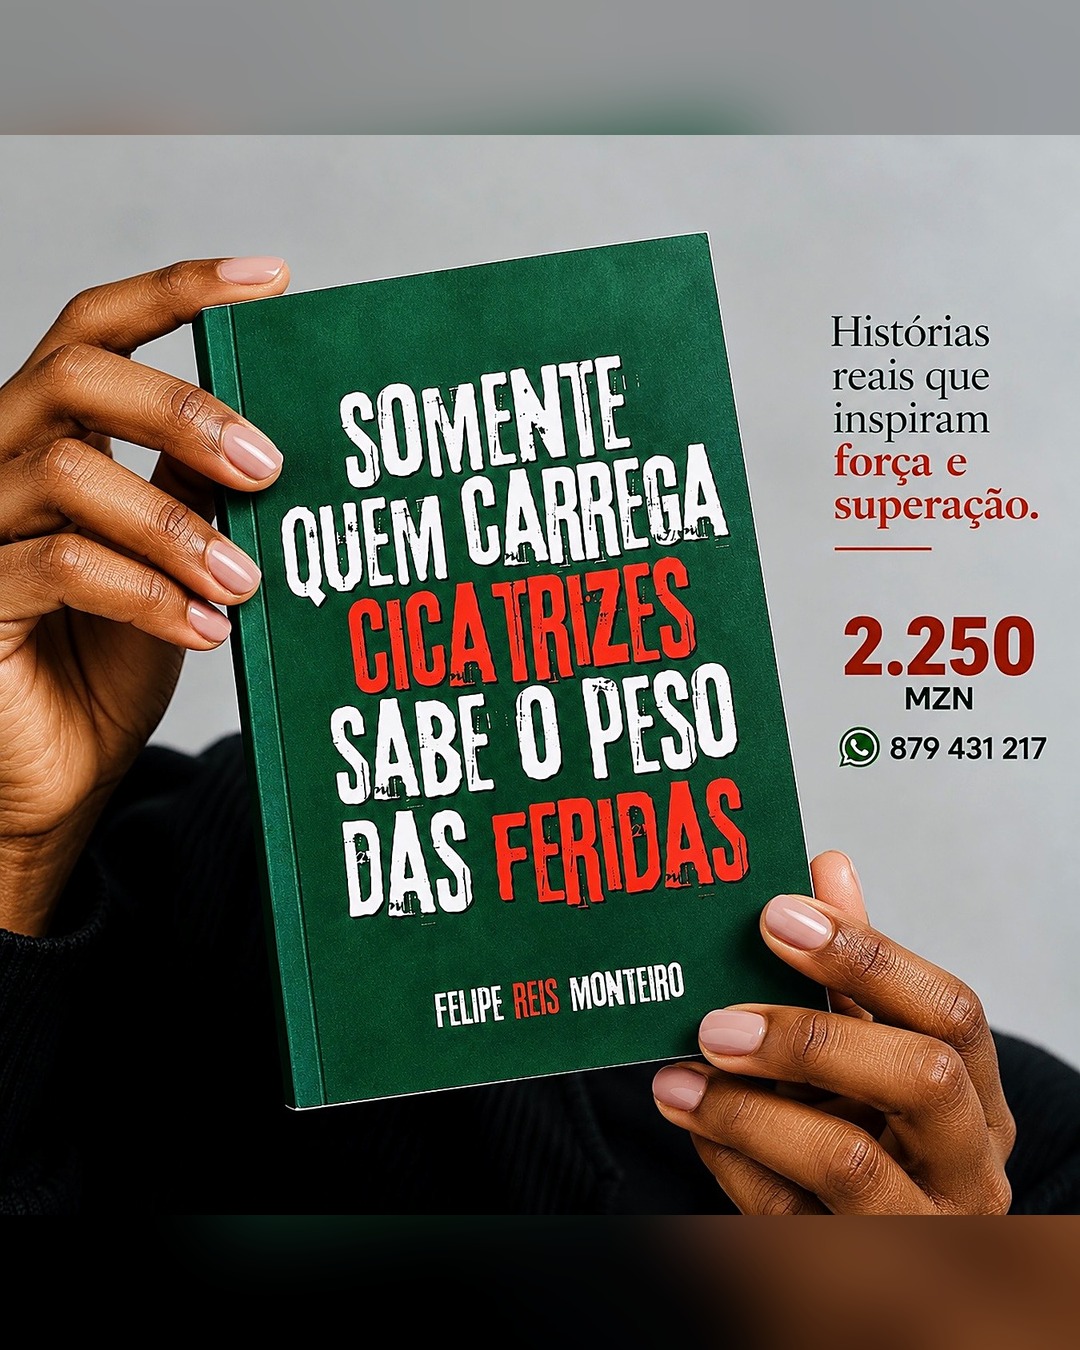 SOMENTE
QUEM CARREGA
CICATRIZES
SABE O PESO
DAS FERIDAS
FELIPE REIS MONTEIRO
Histórias
reais que
inspiram
força e
superação.
2.250
MZN
879 431 217